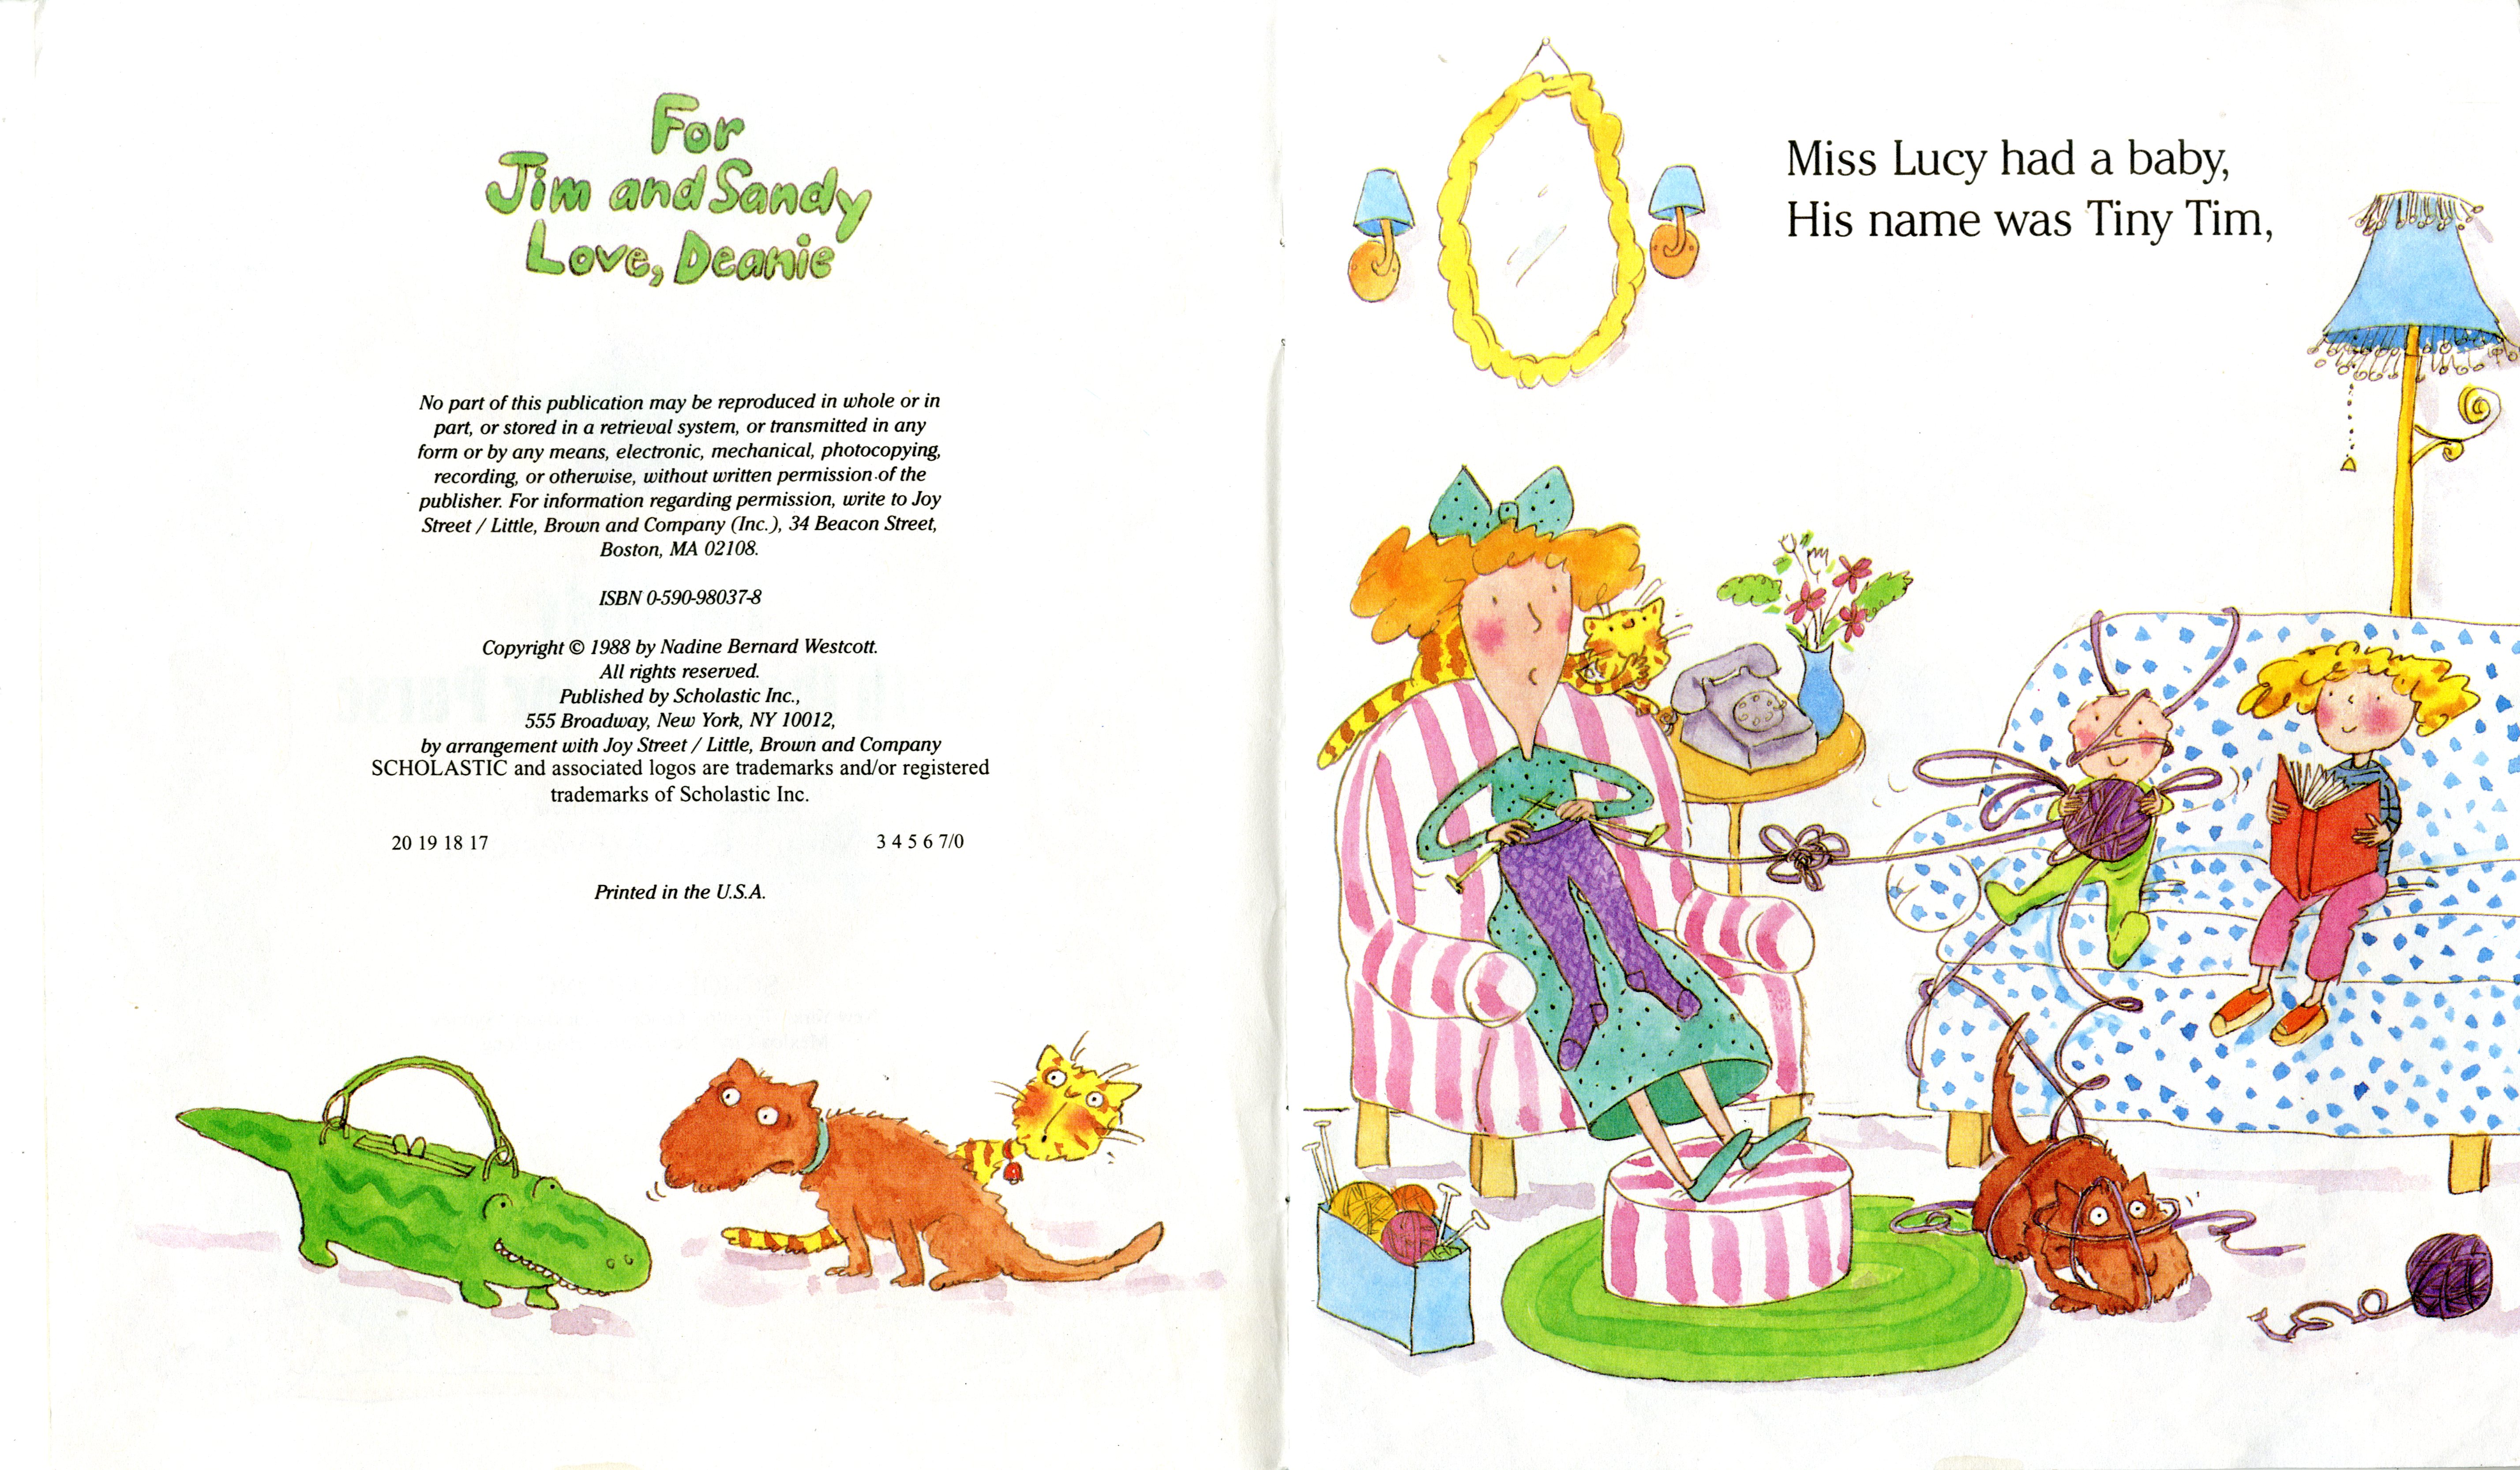 For
Jim and Sandy
Love, Deanie
No part of this publication may be reproduced in whole or in
part, or stored in a retrieval system, or transmitted in any
form or by any means, electronic, mechanical, photocopying,
recording, or otherwise, without written permission of the
publisher. For information regarding permission, write to Joy
Street / Little, Brown and Company (Inc.), 34 Beacon Street,
Boston, MA 02108.
ISBN 0-590-98037-8
Copyright © 1988 by Nadine Bernard Westcott.
All rights reserved.
Published by Scholastic Inc.,
555 Broadway, New York, NY 10012,
by arrangement with Joy Street / Little, Brown and Company
SCHOLASTIC and associated logos are trademarks and/or registered
trademarks of Scholastic Inc.
20 19 18 17 3 4 5 6 7/0
Printed in the U.S.A.
Miss Lucy had a baby,
His name was Tiny Tim,